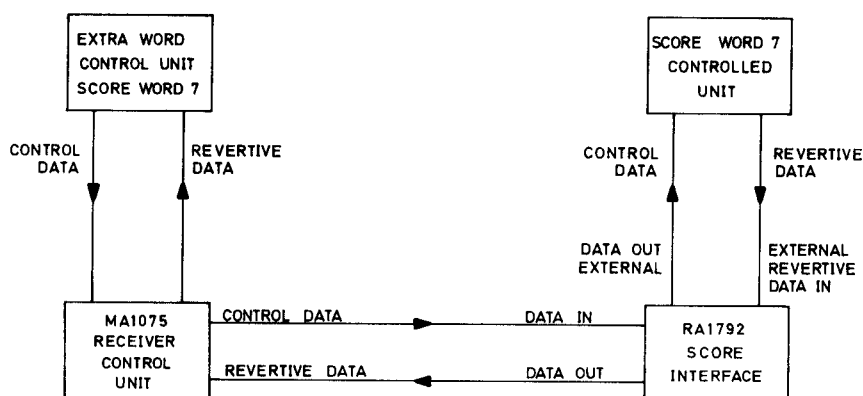 EXTRA WORD
CONTROL UNIT
SCORE WORD 7
SCORE WORD 7
CONTROLLED
UNIT
CONTROL
DATA
REVERTIVE
DATA
CONTROL
DATA
REVERTIVE
DATA
DATA OUT
EXTERNAL
EXTERNAL
REVERTIVE
DATA IN
MA1075
RECEIVER
CONTROL
UNIT
CONTROL DATA
DATA IN
REVERTIVE DATA
DATA OUT
RA1792
SCORE
INTERFACE